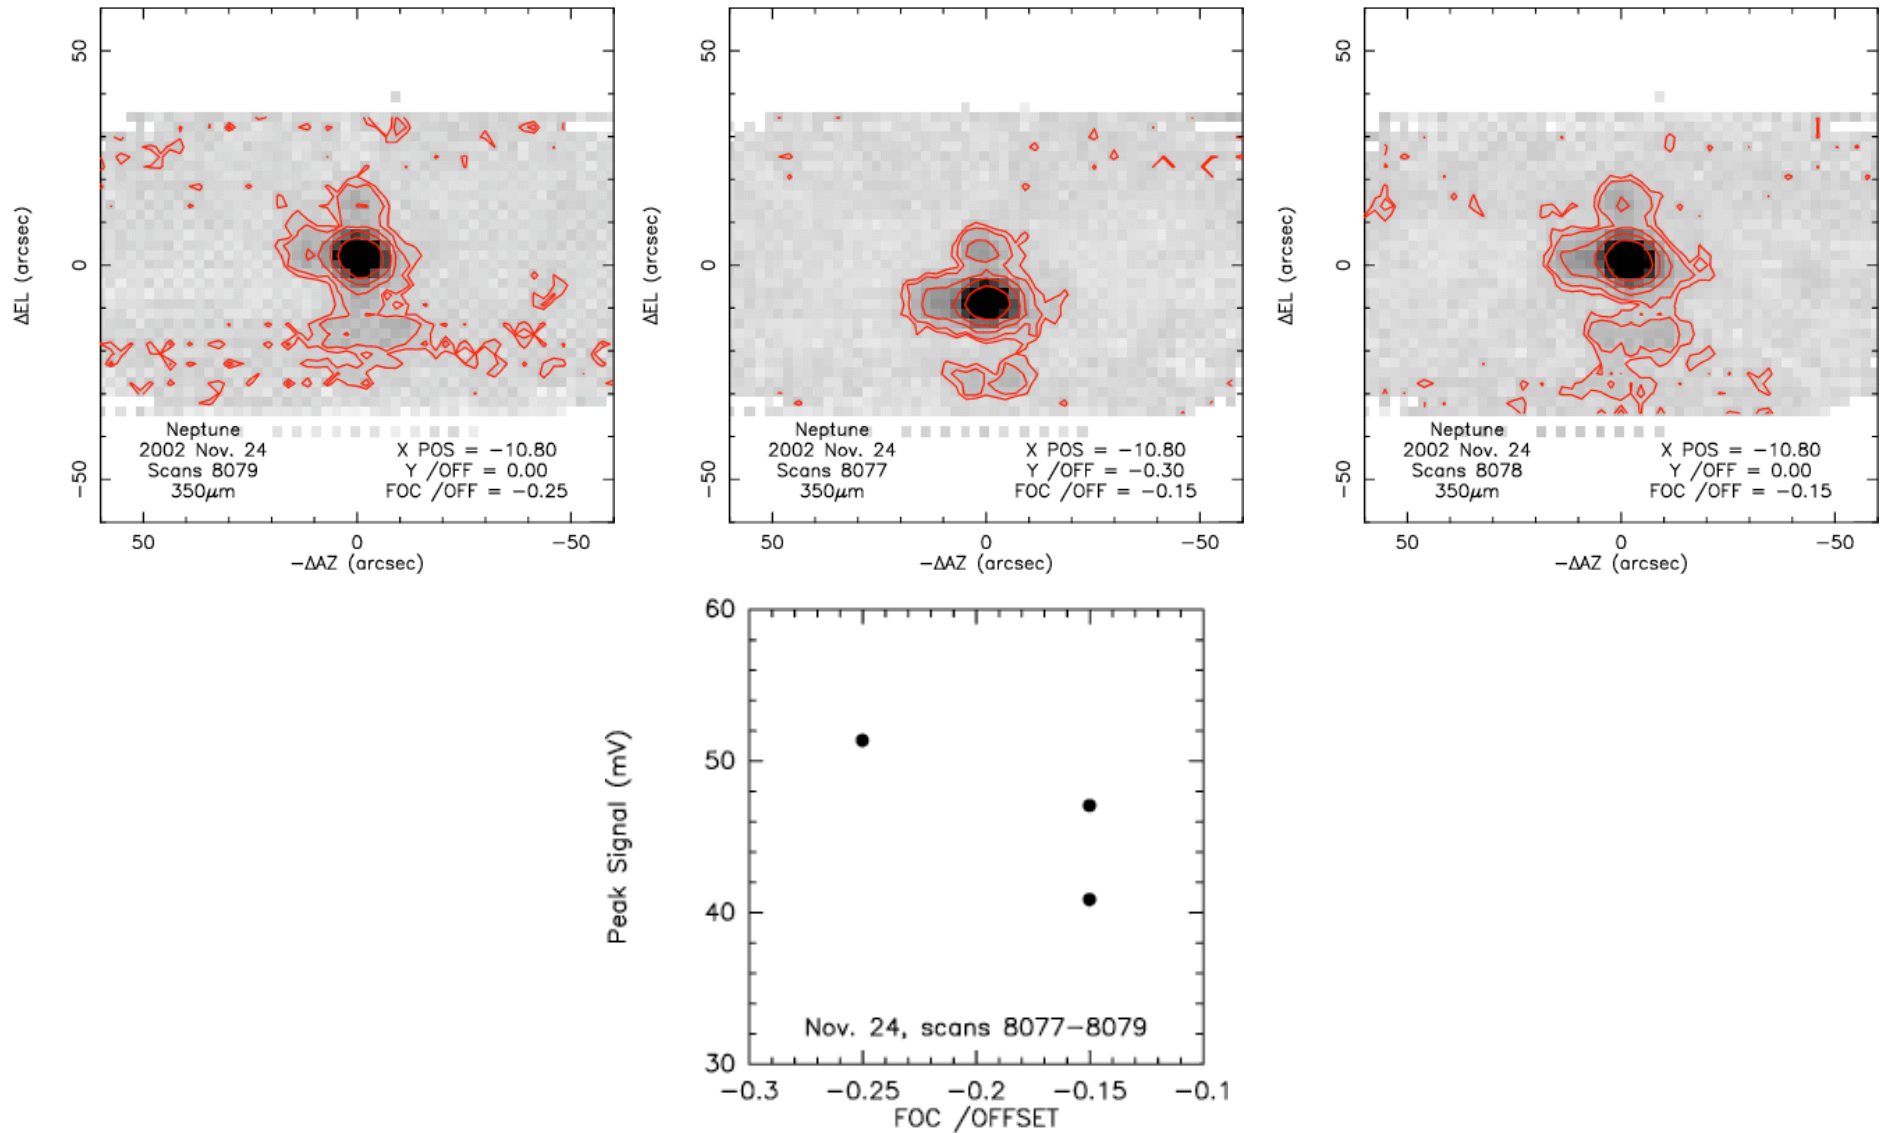 50
0
−50
ΔEL (arcsec)
Neptune
2002 Nov. 24
Scans 8079
350μm
X POS = −10.80
Y /OFF = 0.00
FOC /OFF = −0.25
50
0
−50
−ΔAZ (arcsec)
50
0
−50
ΔEL (arcsec)
Neptune
2002 Nov. 24
Scans 8077
350μm
X POS = −10.80
Y /OFF = −0.30
FOC /OFF = −0.15
50
0
−50
−ΔAZ (arcsec)
50
0
−50
ΔEL (arcsec)
Neptune
2002 Nov. 24
Scans 8078
350μm
X POS = −10.80
Y /OFF = 0.00
FOC /OFF = −0.15
50
0
−50
−ΔAZ (arcsec)
60
50
40
30
Peak Signal (mV)
Nov. 24, scans 8077−8079
−0.3
−0.25
−0.2
−0.15
−0.1
FOC /OFFSET